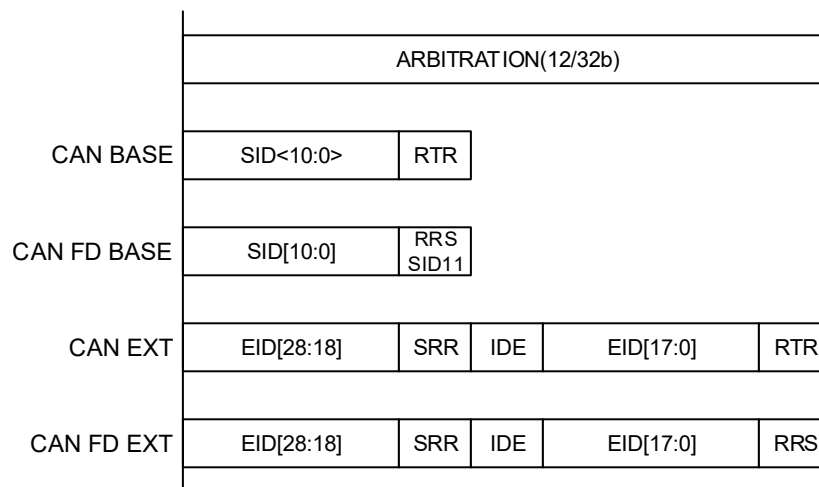 ARBITRATION(12/32b)
CAN BASE SID<10:0> RTR
CAN FD BASE SID[10:0] RRS
SID11
CAN EXT EID[28:18] SRR IDE EID[17:0] RTR
CAN FD EXT EID[28:18] SRR IDE EID[17:0] RRS